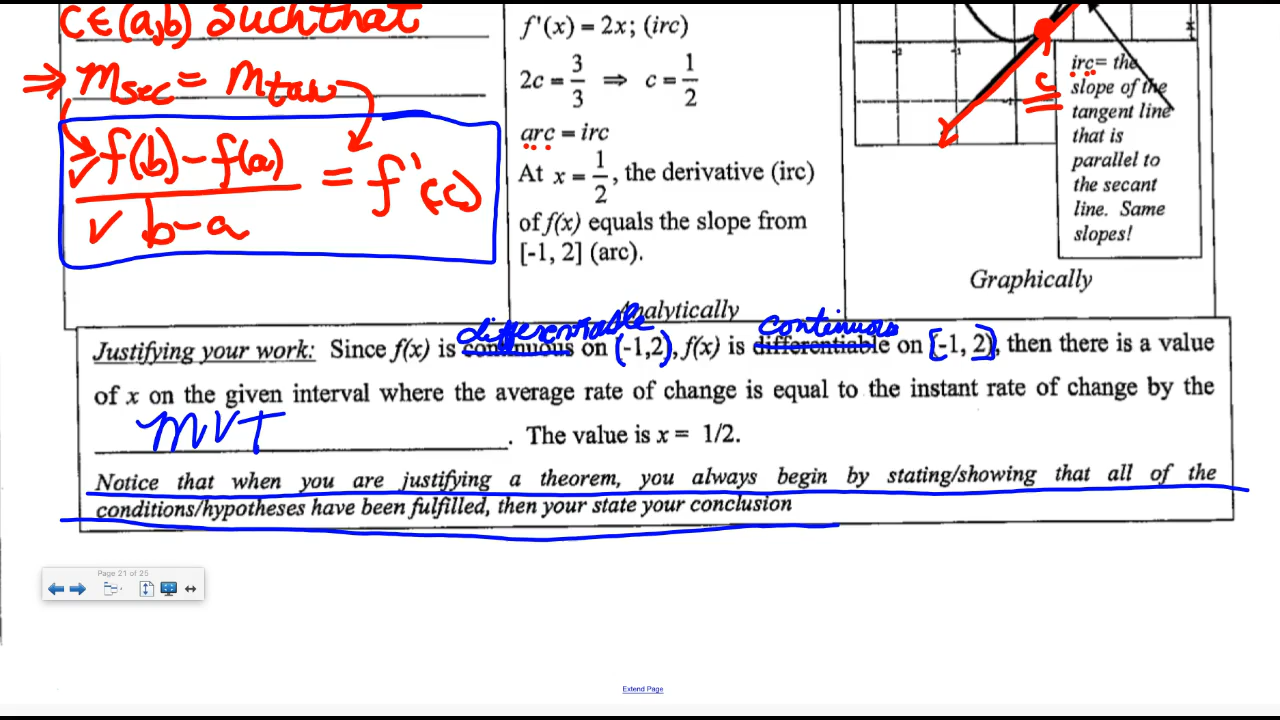 C∈(a,b) Such that
⇒ m sec = m tan
f(b)-f(a)
b-a
= f'(c)
f'(x) = 2x; (irc)
2c = 3/3 ⇒ c = 1/2
arc = irc
At x = 1/2, the derivative (irc)
of f(x) equals the slope from
[-1, 2] (arc).
Analytically
-2
-1
c
irc= the
slope of the
tangent line
that is
parallel to
the secant
line. Same
slopes!
Graphically
differentiable continuous
Justifying your work: Since f(x) is continuous on (-1,2), f(x) is differentiable on [-1, 2], then there is a value
of x on the given interval where the average rate of change is equal to the instant rate of change by the
MVT. The value is x = 1/2.
Notice that when you are justifying a theorem, you always begin by stating/showing that all of the
conditions/hypotheses have been fulfilled, then your state your conclusion
Page 21 of 25
Extend Page